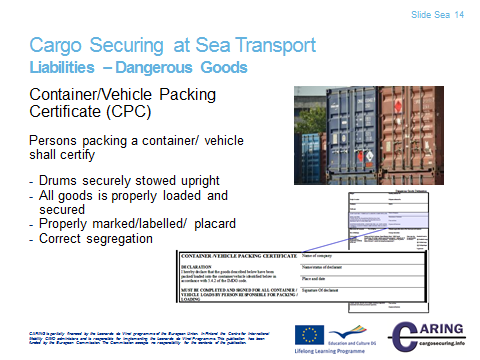 Slide Sea 14
Cargo Securing at Sea Transport
Liabilities – Dangerous Goods
Container/Vehicle Packing
Certificate (CPC)
Persons packing a container/ vehicle
shall certify
- Drums securely stowed upright
- All goods is properly loaded and
secured
- Properly marked/labelled/ placard
- Correct segregation
CONTAINER/VEHICLE PACKING CERTIFICATE
Name of company
DECLARATION
I hereby declare that the goods described below have been
packed/loaded into the container/vehicle identified below in
accordance with 5.4.2 of the IMDG code
Name/status of declarant
Place and date
MUST BE COMPLETED AND SIGNED FOR ALL CONTAINER /
VEHICLE LOADS BY PERSON RESPONSIBLE FOR PACKING /
LOADING
Signature Of declarant
CARING is partially financed by the Leonardo da Vinci programme of the European Union. In Finland the Centre for International
Mobility CIMO administers and is responsible for implementing the Leonardo da Vinci Programme. This publication has been
funded by the European Commission. The Commission accepts no responsibility for the contents of the publication.
Education and Culture DG
Lifelong Learning Programme
CARING
cargosecuring.info